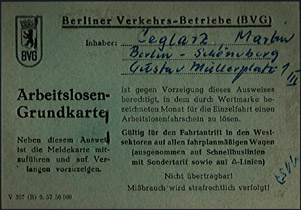 Berliner Verkehrs-Betriebe (BVG)
BVG
Inhaber: Ceglarz, Martin
Berlin - Schöneberg
Gustav Müllerplatz 1 III
Arbeitslosen-
Grundkarte
Neben diesem Ausweis
ist die Meldekarte mit-
zuführen und auf Ver-
langen vorzuzeigen.
ist gegen Vorzeigung dieses Ausweises
berechtigt, in dem durch Wertmarke be-
zeichneten Monat für die Einzelfahrt einen
Arbeitslosenfahrschein zu lösen.
Gültig für den Fahrtantritt in den West-
sektoren auf allen fahrplanmäßigen Wagen
(ausgenommen auf Schnellbuslinien
mit Sondertarif sowie auf △-Linien)
Nicht übertragbar!
Mißbrauch wird strafrechtlich verfolgt!
V 357 (B) 9. 57 50 000